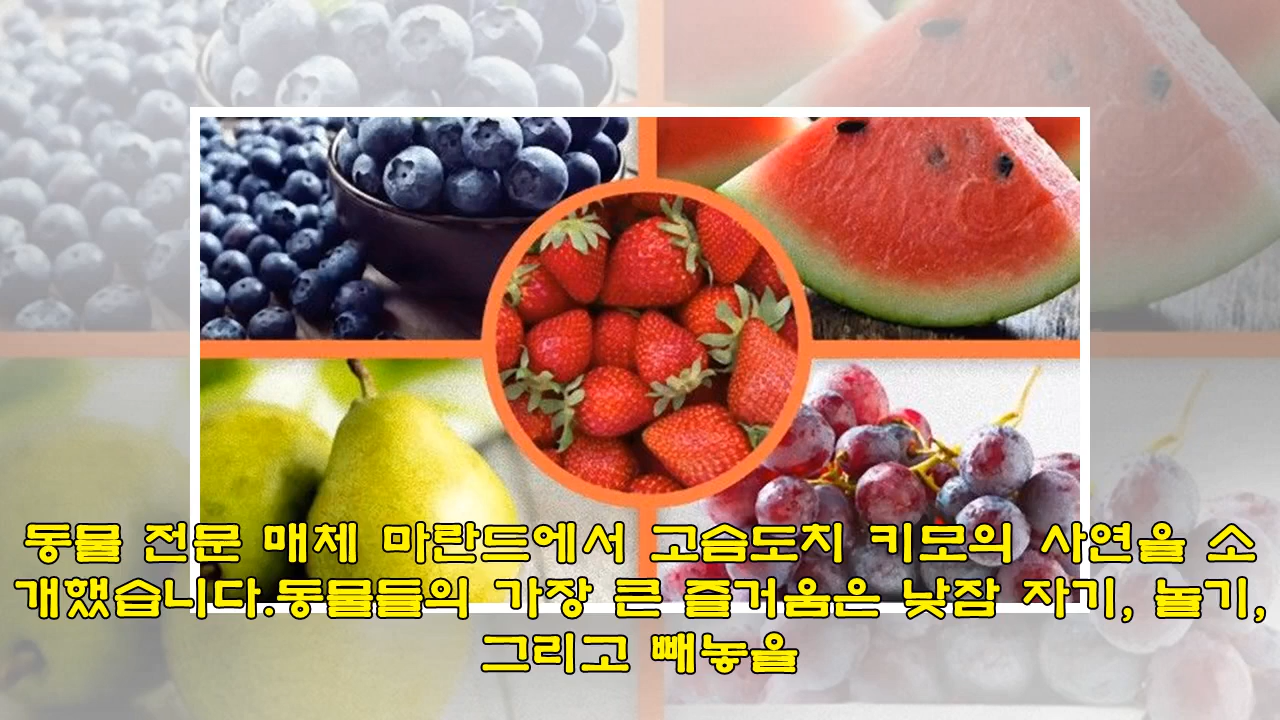 동물 전문 매체 마란드에서 고슴도치 키모의 사연을 소
개했습니다.동물들의 가장 큰 즐거움은 낮잠 자기, 놀기,
그리고 빼놓을